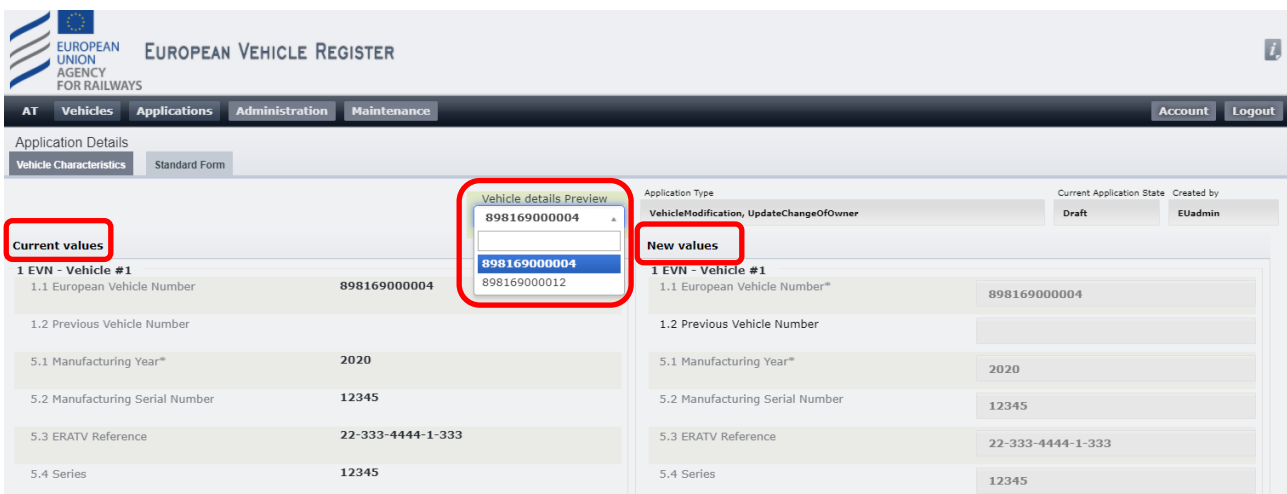 EUROPEAN
UNION
AGENCY
FOR RAILWAYS
EUROPEAN VEHICLE REGISTER
i
AT Vehicles Applications Administration Maintenance Account Logout
Application Details
Vehicle Characteristics Standard Form
Vehicle details Preview
898169000004
898169000004
898169000012
Application Type Current Application State Created by
VehicleModification, UpdateChangeOfOwner Draft EUadmin
Current values New values
1 EVN - Vehicle #1 1 EVN - Vehicle #1
1.1 European Vehicle Number 898169000004 1.1 European Vehicle Number* 898169000004
1.2 Previous Vehicle Number 1.2 Previous Vehicle Number
5.1 Manufacturing Year* 2020 5.1 Manufacturing Year* 2020
5.2 Manufacturing Serial Number 12345 5.2 Manufacturing Serial Number 12345
5.3 ERATV Reference 22-333-4444-1-333 5.3 ERATV Reference 22-333-4444-1-333
5.4 Series 12345 5.4 Series 12345